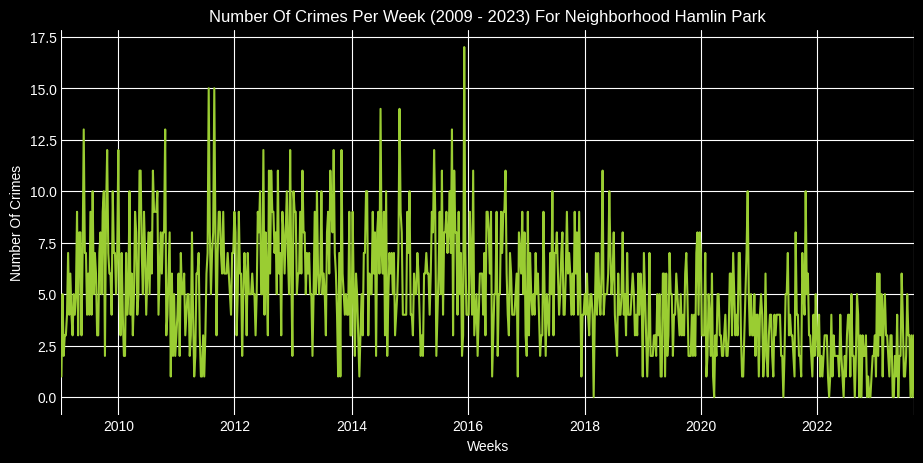 Number Of Crimes Per Week (2009 - 2023) For Neighborhood Hamlin Park
17.5
15.0
12.5
10.0
7.5
5.0
2.5
0.0
Number Of Crimes
2010 2012 2014 2016 2018 2020 2022
Weeks